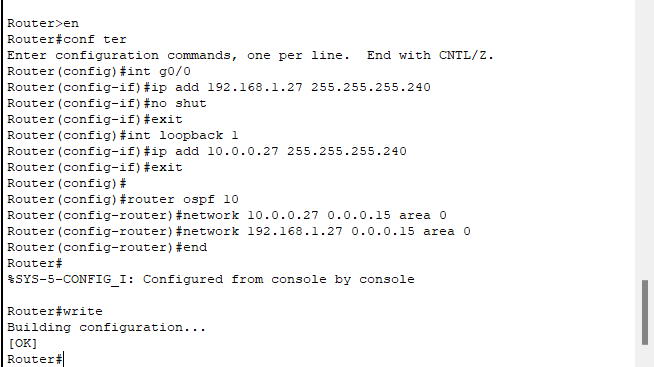 Router>en
Router#conf ter
Enter configuration commands, one per line.  End with CNTL/Z.
Router(config)#int g0/0
Router(config-if)#ip add 192.168.1.27 255.255.255.240
Router(config-if)#no shut
Router(config-if)#exit
Router(config)#int loopback 1
Router(config-if)#ip add 10.0.0.27 255.255.255.240
Router(config-if)#exit
Router(config)#
Router(config)#router ospf 10
Router(config-router)#network 10.0.0.27 0.0.0.15 area 0
Router(config-router)#network 192.168.1.27 0.0.0.15 area 0
Router(config-router)#end
Router#
%SYS-5-CONFIG_I: Configured from console by console
Router#write
Building configuration...
[OK]
Router#